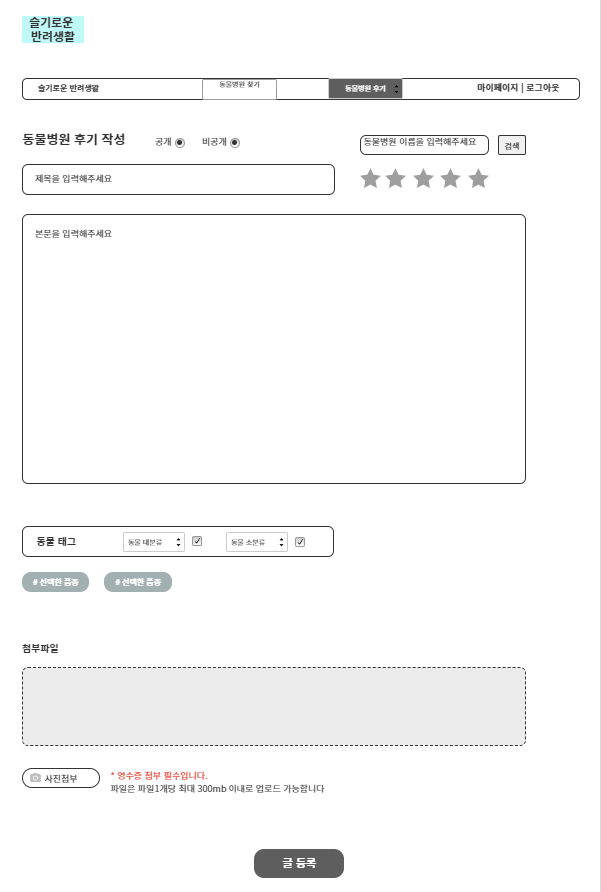 슬기로운
반려생활
슬기로운 반려생활
동물병원 찾기
동물병원 후기
마이페이지 | 로그아웃
동물병원 후기 작성
공개
비공개
동물병원 이름을 입력해주세요
검색
제목을 입력해주세요
본문을 입력해주세요
동물 태그
동물 대분류
동물 소분류
# 선택한 품종
# 선택한 품종
첨부파일
사진첨부
* 영수증 첨부 필수입니다.
파일은 파일1개당 최대 300mb 이내로 업로드 가능합니다
글 등록